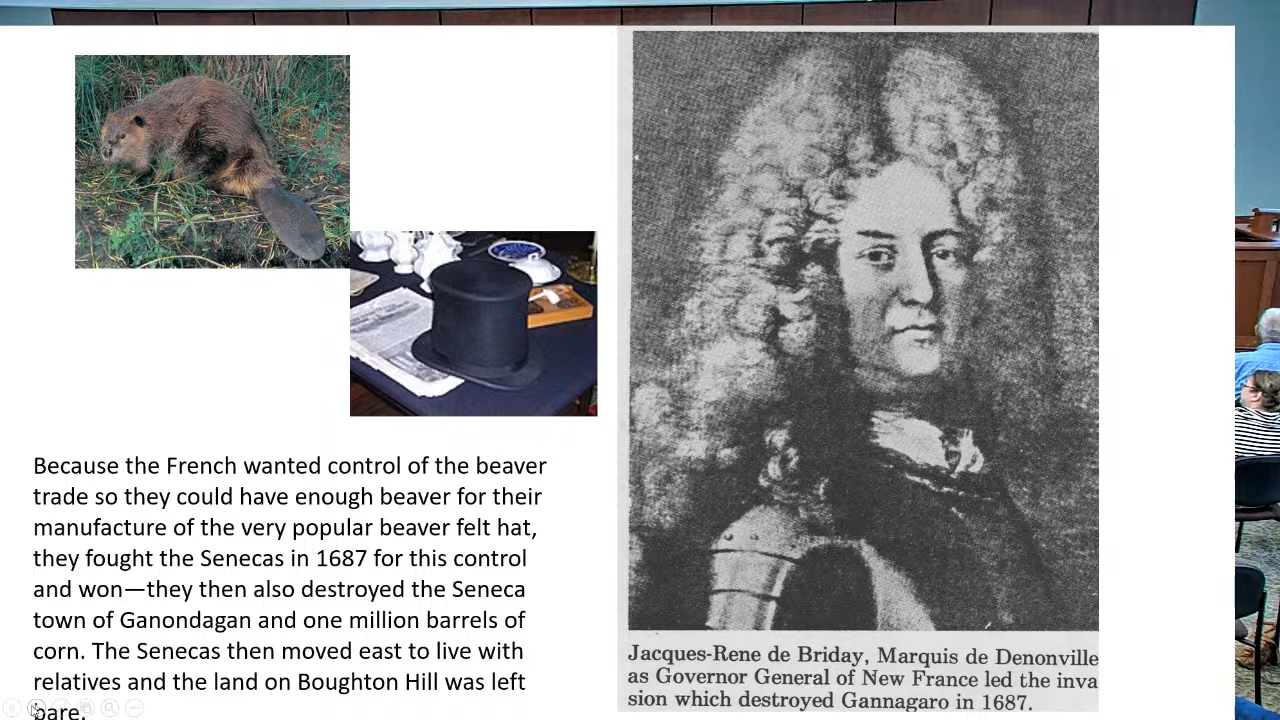 Because the French wanted control of the beaver
trade so they could have enough beaver for their
manufacture of the very popular beaver felt hat,
they fought the Senecas in 1687 for this control
and won—they then also destroyed the Seneca
town of Ganondagan and one million barrels of
corn. The Senecas then moved east to live with
relatives and the land on Boughton Hill was left
bare.
Jacques-Rene de Briday, Marquis de Denonville
as Governor General of New France led the inva
sion which destroyed Gannagaro in 1687.